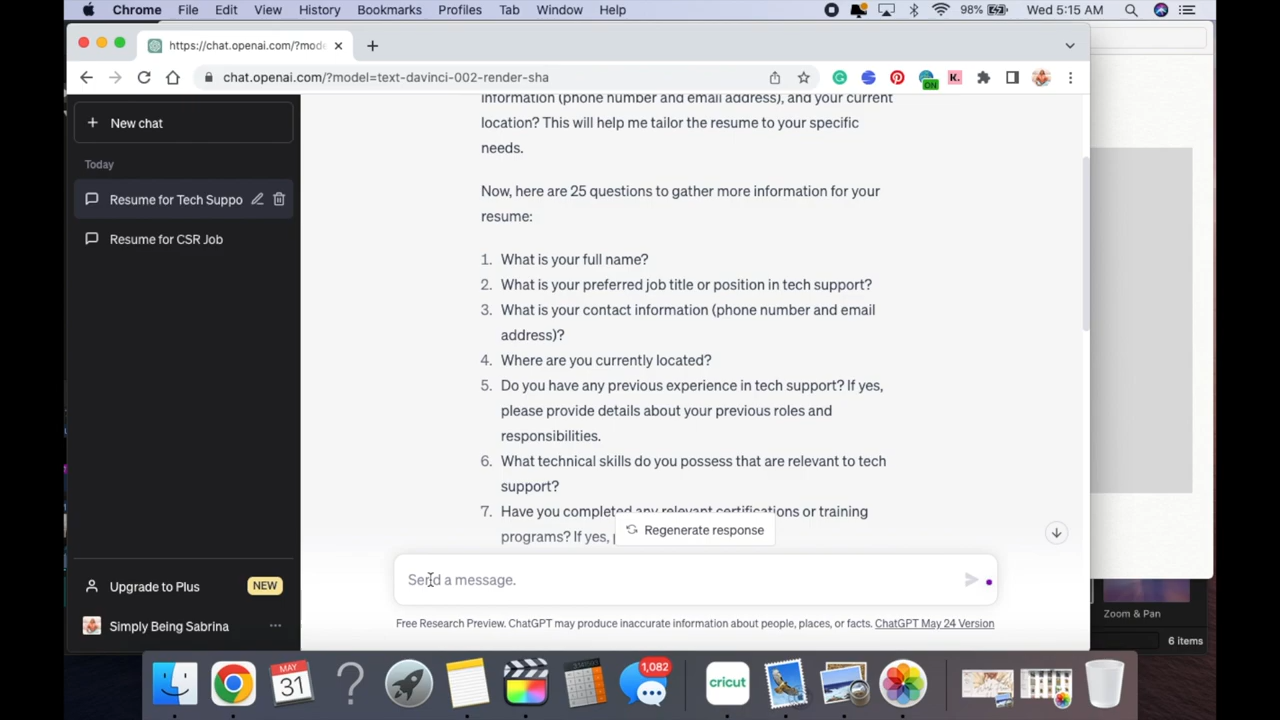 Chrome File Edit View History Bookmarks Profiles Tab Window Help 98% Wed 5:15 AM
https://chat.openai.com/?mode
chat.openai.com/?model=text-davinci-002-render-sha
ON
K.
New chat
Today
Resume for Tech Suppo
Resume for CSR Job
Upgrade to Plus NEW
Simply Being Sabrina
information (phone number and email address), and your current
location? This will help me tailor the resume to your specific
needs.
Now, here are 25 questions to gather more information for your
resume:
1. What is your full name?
2. What is your preferred job title or position in tech support?
3. What is your contact information (phone number and email
address)?
4. Where are you currently located?
5. Do you have any previous experience in tech support? If yes,
please provide details about your previous roles and
responsibilities.
6. What technical skills do you possess that are relevant to tech
support?
7. Have you completed any relevant certifications or training
programs? If yes, p
Regenerate response
Send a message.
Free Research Preview. ChatGPT may produce inaccurate information about people, places, or facts. ChatGPT May 24 Version
Zoom & Pan
6 items
MAY
31
1,082
cricut